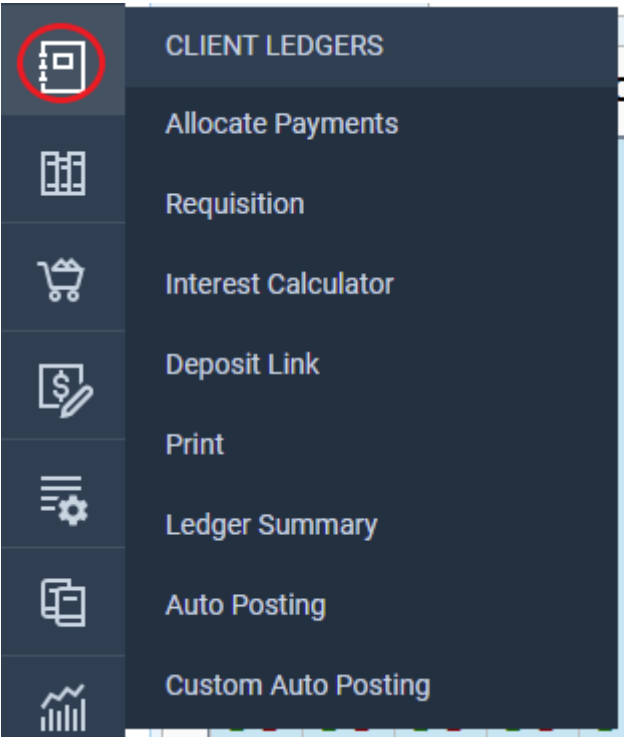 CLIENT LEDGERS
Allocate Payments
Requisition
Interest Calculator
Deposit Link
Print
Ledger Summary
Auto Posting
Custom Auto Posting